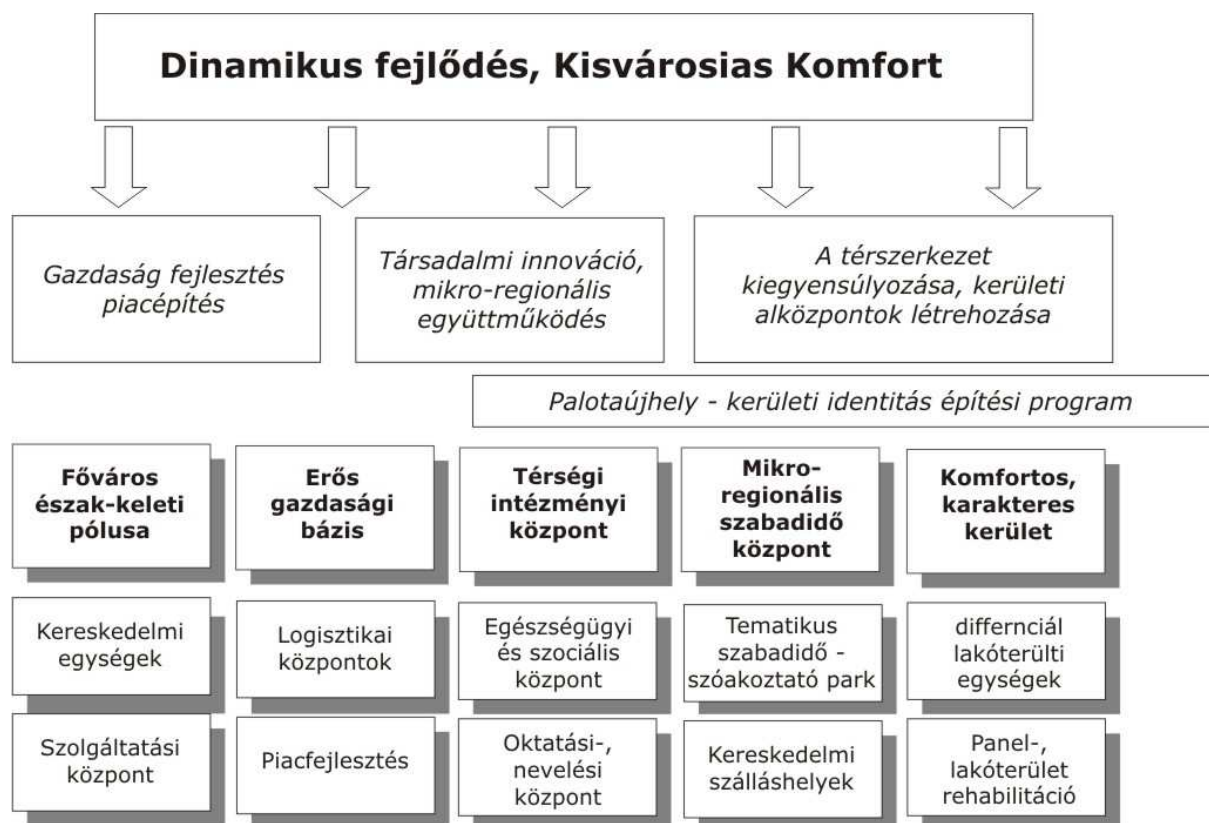 Dinamikus fejlődés, Kisvárosias Komfort
Gazdaság fejlesztés
piacépítés
Társadalmi innováció,
mikro-regionális
együttműködés
A térszerkezet
kiegyensúlyozása, kerületi
alközpontok létrehozása
Palotaújhely - kerületi identitás építési program
Főváros
észak-keleti
pólusa
Erős
gazdasági
bázis
Térségi
intézményi
központ
Mikro-
regionális
szabadidő
központ
Komfortos,
karakteres
kerület
Kereskedelmi
egységek
Logisztikai
központok
Egészségügyi
és szociális
központ
Tematikus
szabadidő -
szóakoztató park
differnciál
lakóterülti
egységek
Szolgáltatási
központ
Piacfejlesztés
Oktatási-,
nevelési
központ
Kereskedelmi
szálláshelyek
Panel-,
lakóterület
rehabilitáció